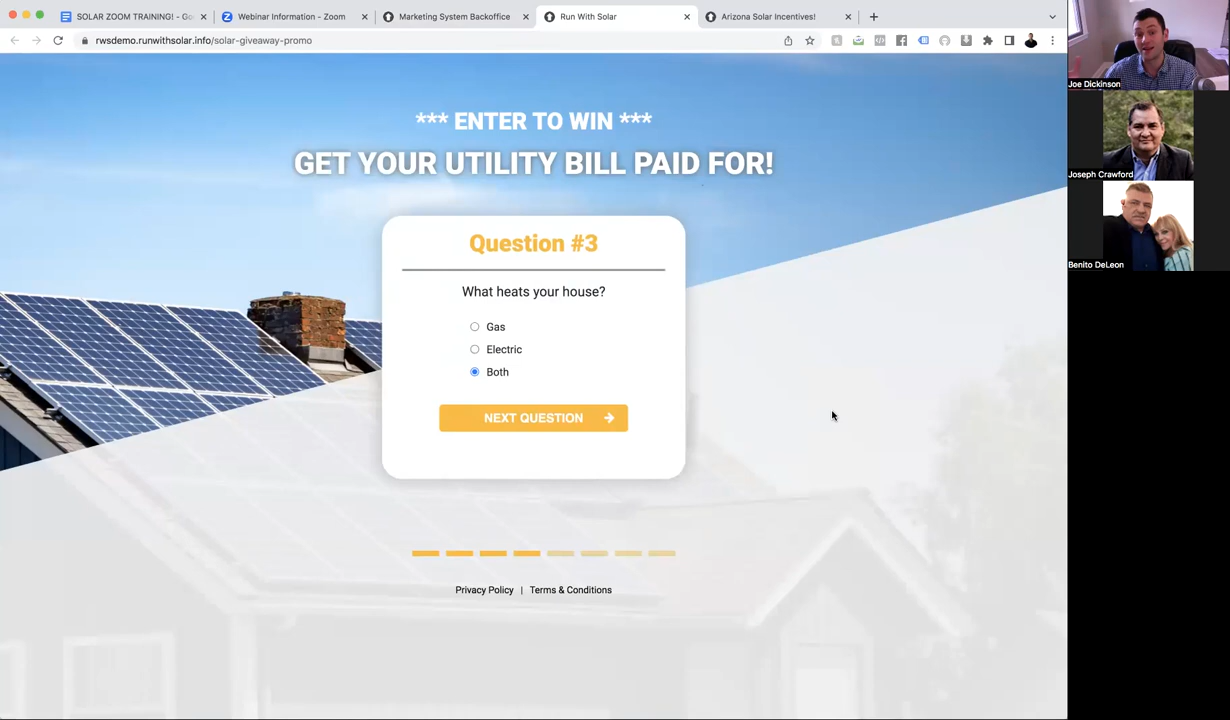 SOLAR ZOOM TRAINING! - Go
Webinar Information - Zoom
Marketing System Backoffice
Run With Solar
Arizona Solar Incentives!
rwsdemo.runwithsolar.info/solar-giveaway-promo
*** ENTER TO WIN ***
GET YOUR UTILITY BILL PAID FOR!
Question #3
What heats your house?
Gas
Electric
Both
NEXT QUESTION
Privacy Policy | Terms & Conditions
Joe Dickinson
Joseph Crawford
Benito DeLeon